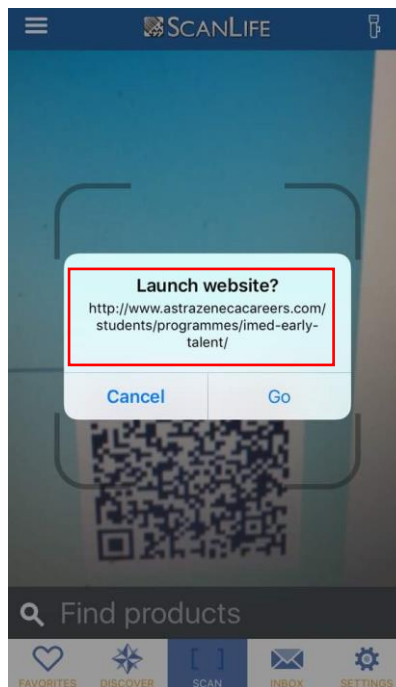 SCANLIFE
Launch website?
http://www.astrazenecacareers.com/
students/programmes/imed-early-
talent/
Cancel
Go
Find products
FAVORITES
DISCOVER
SCAN
INBOX
SETTINGS